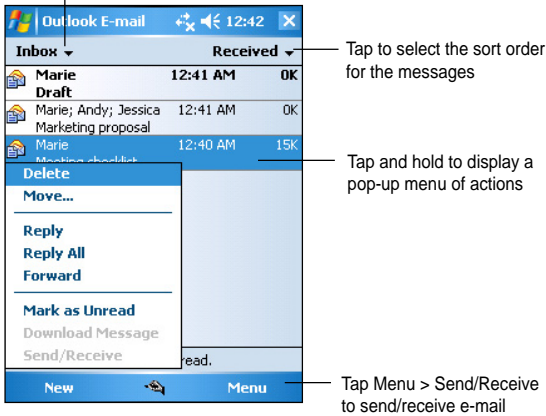 Outlook E-mail 12:42
Inbox Received
Marie 12:41 AM 0K
Draft
Marie; Andy; Jessica 12:41 AM 0K
Marketing proposal
Marie 12:40 AM 15K
Meeting checklist
Delete
Move...
Reply
Reply All
Forward
Mark as Unread
Download Message
Send/Receive
read.
New Menu
Tap to select the sort order
for the messages
Tap and hold to display a
pop-up menu of actions
Tap Menu > Send/Receive
to send/receive e-mail